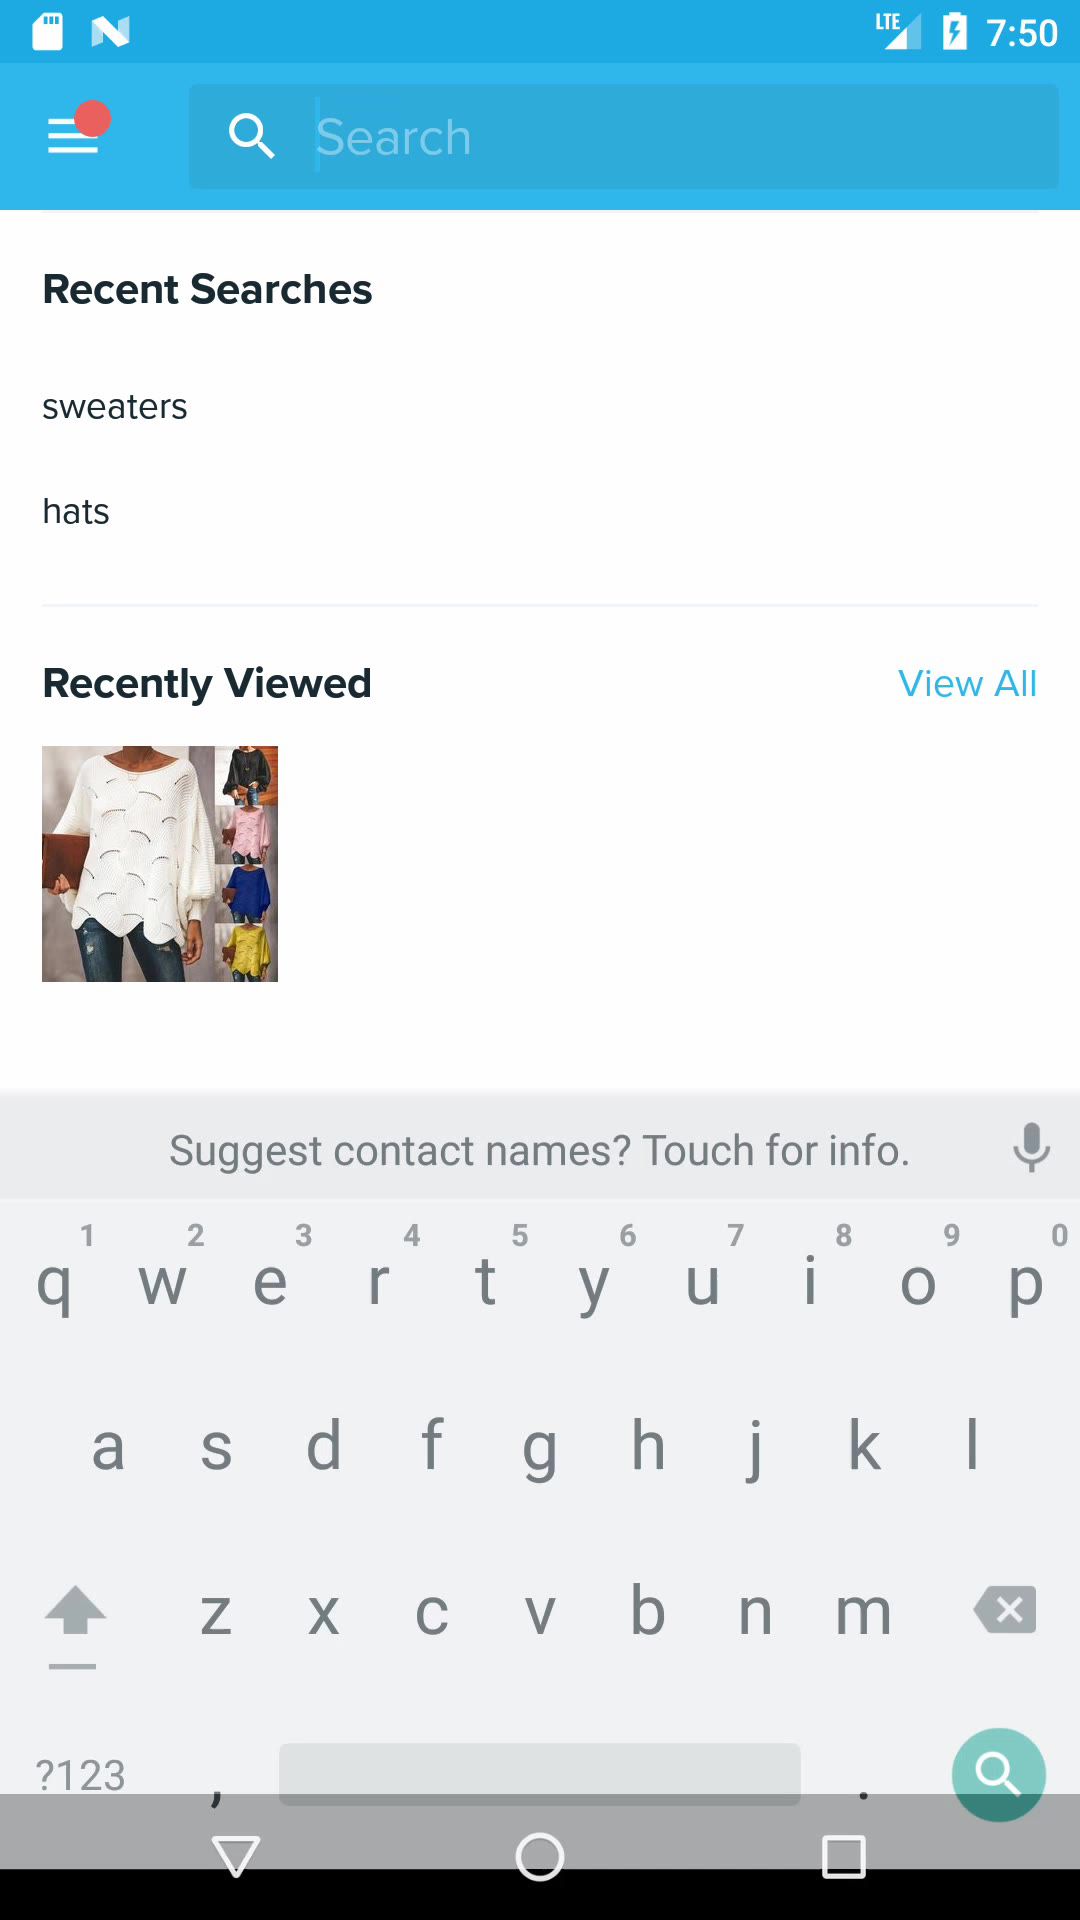 LTE 7:50
Search
Recent Searches
sweaters
hats
Recently Viewed View All
Suggest contact names? Touch for info.
1 2 3 4 5 6 7 8 9 0
q w e r t y u i o p
a s d f g h j k l
z x c v b n m
?123 , .